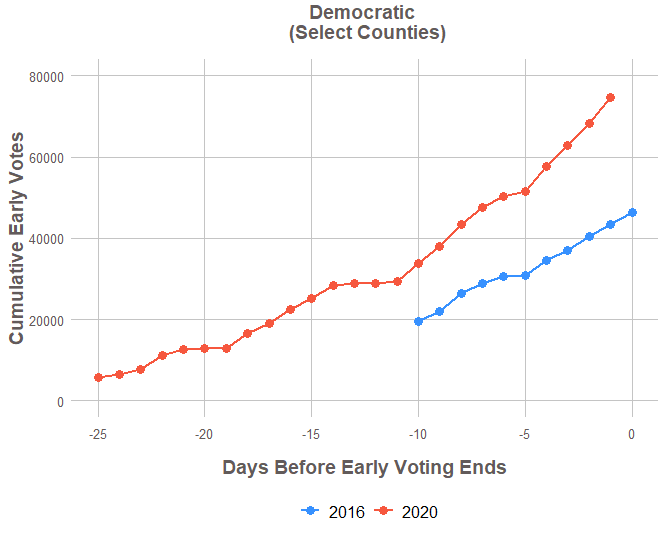 Democratic
(Select Counties)
Cumulative Early Votes
80000
60000
40000
20000
0
-25 -20 -15 -10 -5 0
Days Before Early Voting Ends
2016 2020